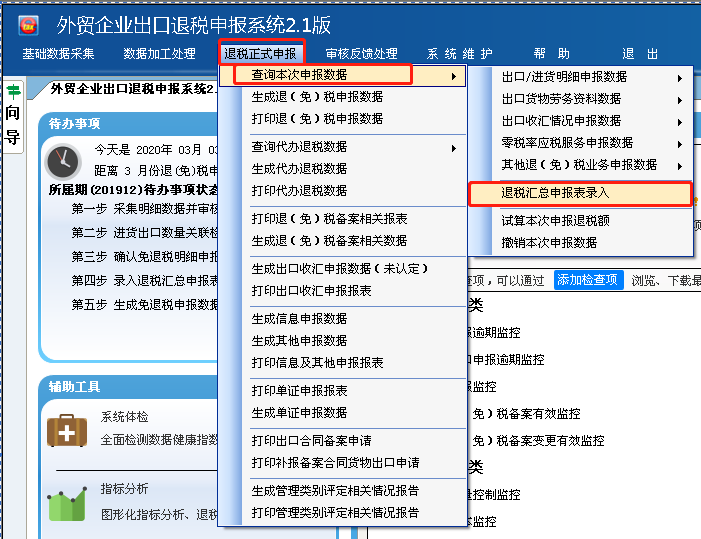 外贸企业出口退税申报系统2.1版
基础数据采集 数据加工处理 退税正式申报 审核反馈处理 系统维护 帮助 退出
向导
外贸企业出口退税申报系统2.
待办事项
今天是 2020年 03月 03
距离 3 月份退(免)税申
所属期(201912)待办事项状态
第一步 采集明细数据并审核
第二步 进货出口数量关联检
第三步 确认免退税明细申报
第四步 录入退税汇总申报表
第五步 生成免退税申报数据
辅助工具
系统体检
全面检测数据健康指数
指标分析
图形化指标分析、退税
查询本次申报数据
生成退(免)税申报数据
打印退(免)税申报数据
查询代办退税数据
生成代办退税数据
打印代办退税数据
打印退(免)税备案相关报表
生成退(免)税备案相关数据
生成出口收汇申报数据(未认定)
打印出口收汇申报报表
生成信息申报数据
生成其他申报数据
打印信息及其他申报报表
打印单证申报报表
生成单证申报数据
打印出口合同备案申请
打印补报备案合同货物出口申请
生成管理类别评定相关情况报告
打印管理类别评定相关情况报告
出口/进货明细申报数据
出口货物劳务资料数据
出口收汇情况申报数据
零税率应税服务申报数据
其他退(免)税业务申报数据
退税汇总申报表录入
试算本次申报退税额
撤销本次申报数据
查项,可以通过 添加检查项 浏览、下载最
类
报逾期监控
申报逾期监控
报监控
免)税备案有效监控
免)税备案变更有效监控
类
量控制监控
本监控